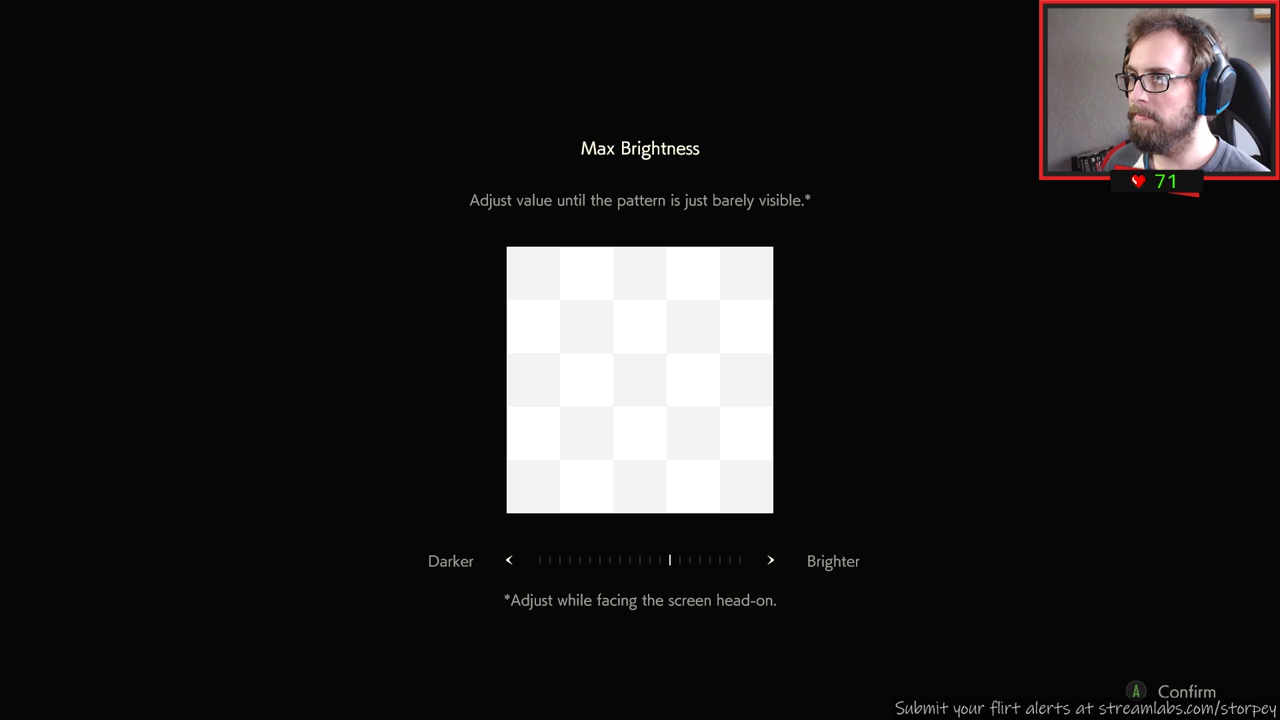 Max Brightness
Adjust value until the pattern is just barely visible.*
71
Darker
Brighter
*Adjust while facing the screen head-on.
A Confirm
Submit your flirt alerts at streamlabs.com/storpey